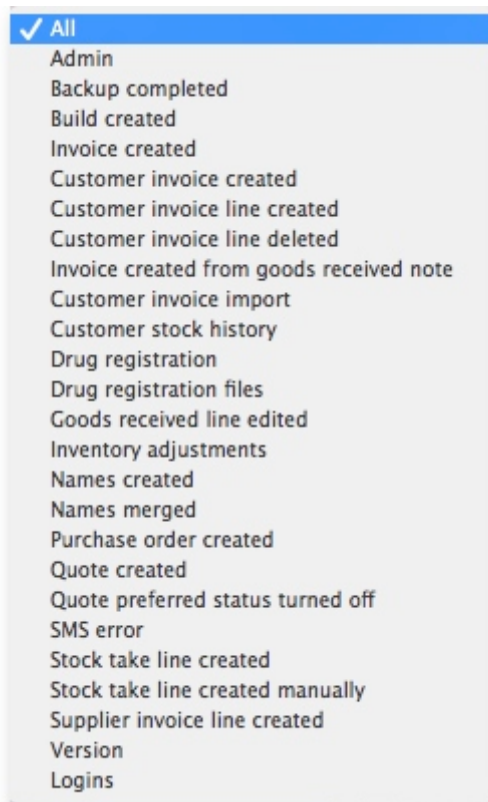 All
Admin
Backup completed
Build created
Invoice created
Customer invoice created
Customer invoice line created
Customer invoice line deleted
Invoice created from goods received note
Customer invoice import
Customer stock history
Drug registration
Drug registration files
Goods received line edited
Inventory adjustments
Names created
Names merged
Purchase order created
Quote created
Quote preferred status turned off
SMS error
Stock take line created
Stock take line created manually
Supplier invoice line created
Version
Logins